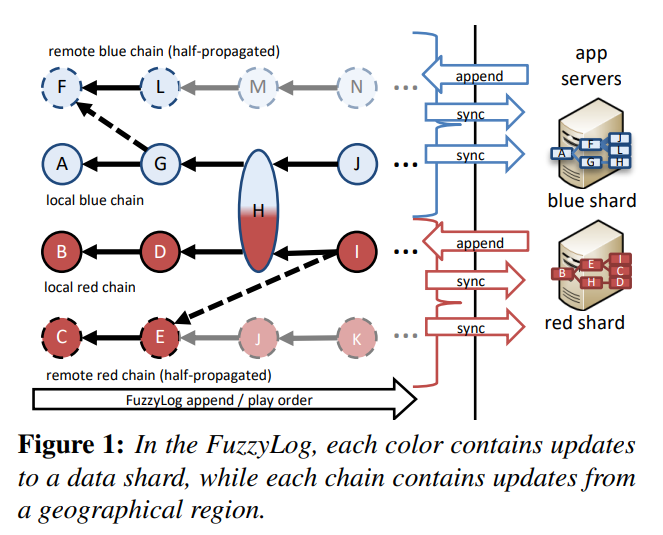 remote blue chain (half-propagated)
F L M N ...
append
sync
A G H J ...
sync
local blue chain
app
servers
A F J
L
G H
blue shard
B D I ...
append
local red chain
sync
B E I
C
H D
red shard
C E J K ...
sync
remote red chain (half-propagated)
FuzzyLog append / play order
Figure 1: In the FuzzyLog, each color contains updates
to a data shard, while each chain contains updates from
a geographical region.